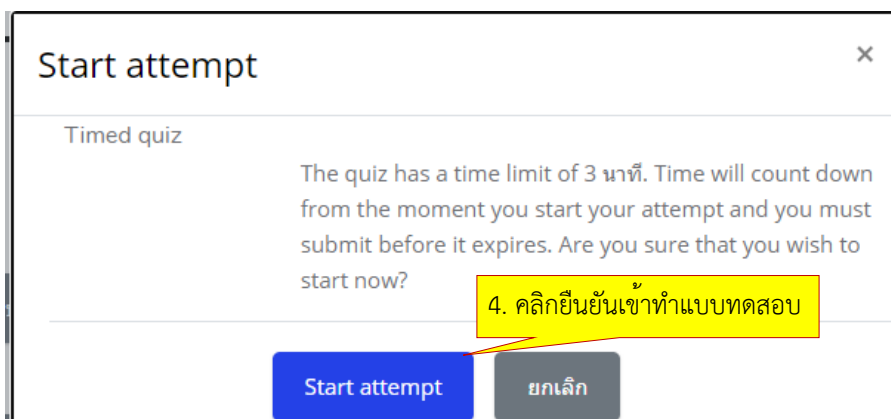 Start attempt
×
Timed quiz
The quiz has a time limit of 3 นาที. Time will count down
from the moment you start your attempt and you must
submit before it expires. Are you sure that you wish to
start now?
4. คลิกยืนยันเข้าทำแบบทดสอบ
Start attempt
ยกเลิก